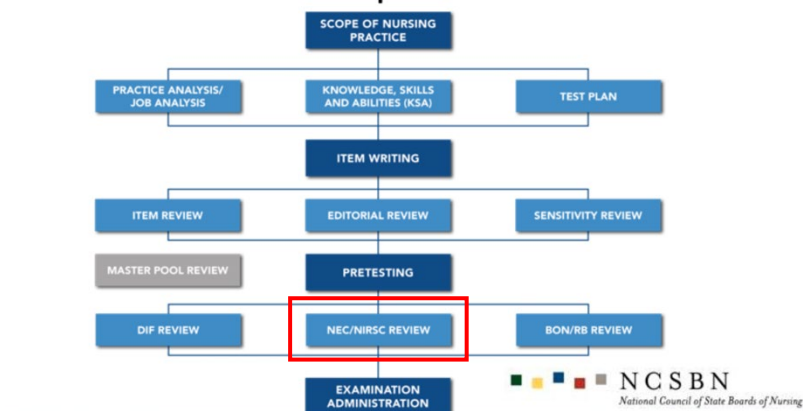 SCOPE OF NURSING
PRACTICE
PRACTICE ANALYSIS/
JOB ANALYSIS
KNOWLEDGE, SKILLS
AND ABILITIES (KSA)
TEST PLAN
ITEM WRITING
ITEM REVIEW
EDITORIAL REVIEW
SENSITIVITY REVIEW
MASTER POOL REVIEW
PRETESTING
DIF REVIEW
NEC/NIRSC REVIEW
BON/RB REVIEW
EXAMINATION
ADMINISTRATION
NCSBN
National Council of State Boards of Nursing